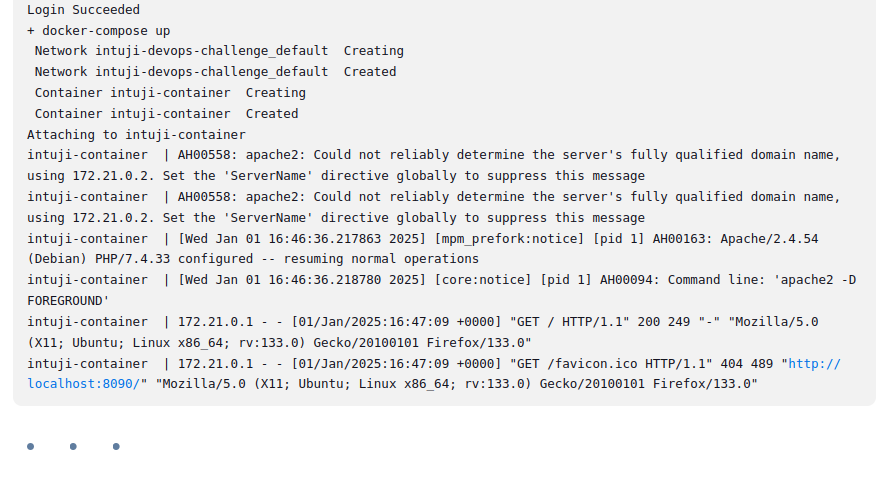 Login Succeeded
+ docker-compose up
 Network intuji-devops-challenge_default  Creating
 Network intuji-devops-challenge_default  Created
 Container intuji-container  Creating
 Container intuji-container  Created
Attaching to intuji-container
intuji-container  | AH00558: apache2: Could not reliably determine the server's fully qualified domain name,
using 172.21.0.2. Set the 'ServerName' directive globally to suppress this message
intuji-container  | AH00558: apache2: Could not reliably determine the server's fully qualified domain name,
using 172.21.0.2. Set the 'ServerName' directive globally to suppress this message
intuji-container  | [Wed Jan 01 16:46:36.217863 2025] [mpm_prefork:notice] [pid 1] AH00163: Apache/2.4.54
(Debian) PHP/7.4.33 configured -- resuming normal operations
intuji-container  | [Wed Jan 01 16:46:36.218780 2025] [core:notice] [pid 1] AH00094: Command line: 'apache2 -D
FOREGROUND'
intuji-container  | 172.21.0.1 - - [01/Jan/2025:16:47:09 +0000] "GET / HTTP/1.1" 200 249 "-" "Mozilla/5.0
(X11; Ubuntu; Linux x86_64; rv:133.0) Gecko/20100101 Firefox/133.0"
intuji-container  | 172.21.0.1 - - [01/Jan/2025:16:47:09 +0000] "GET /favicon.ico HTTP/1.1" 404 489 "http://
localhost:8090/" "Mozilla/5.0 (X11; Ubuntu; Linux x86_64; rv:133.0) Gecko/20100101 Firefox/133.0"